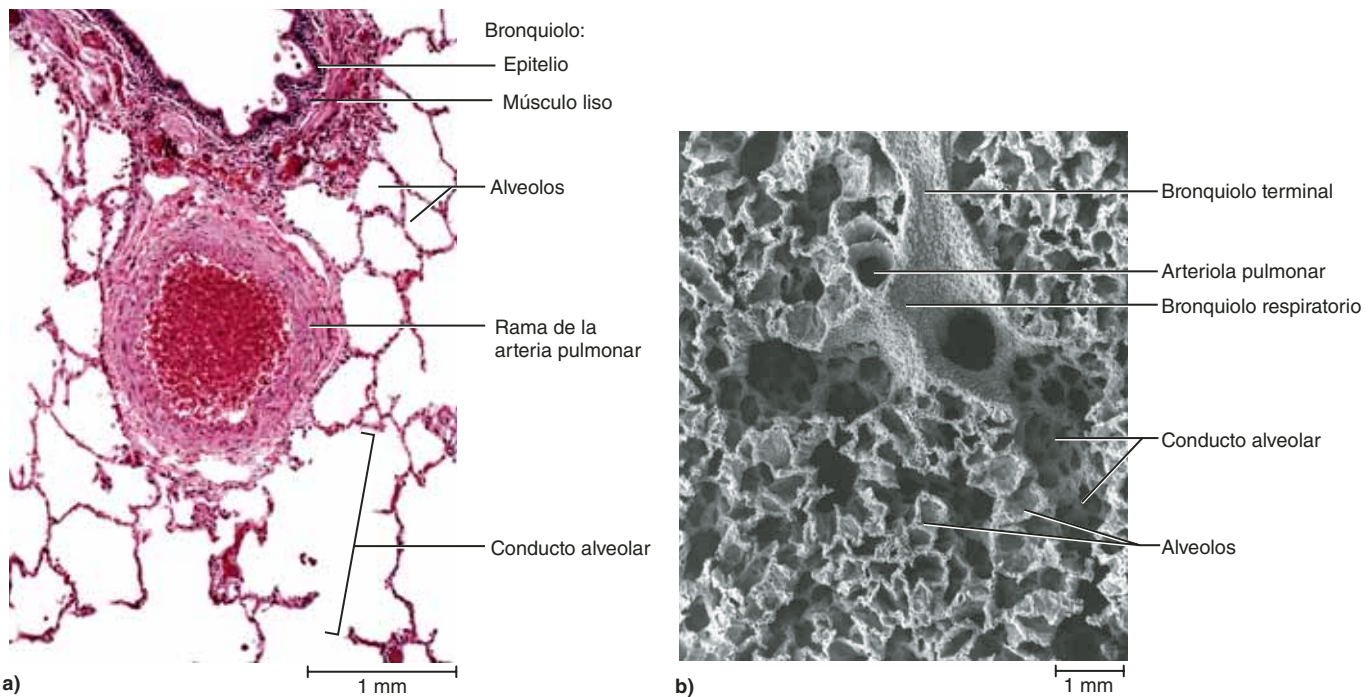 Bronquiolo:
Epitelio
Músculo liso
Alveolos
Rama de la
arteria pulmonar
Conducto alveolar
a)
1 mm
Bronquiolo terminal
Arteriola pulmonar
Bronquiolo respiratorio
Conducto alveolar
Alveolos
b)
1 mm